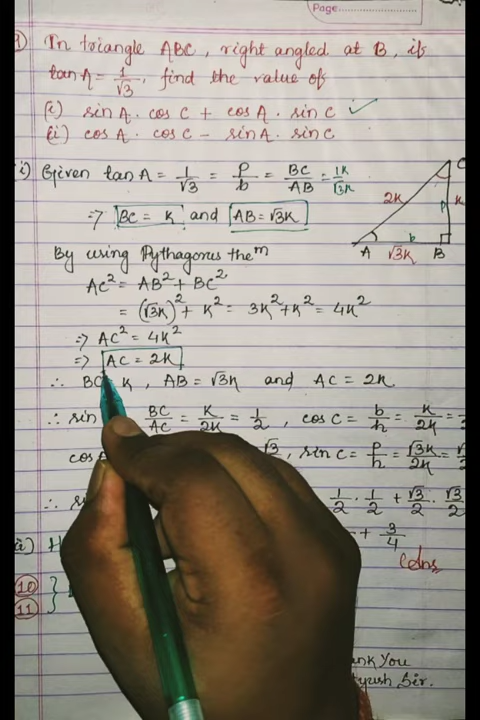 Page
In triangle ABC, right angled at B, if
tan A = 1/√3, find the value of
(i) sin A. cos C + cos A. sin C ✓
(ii) cos A. cos C - sin A. sin C
i) Given tan A = 1/√3 = P/b = BC/AB = 1K/√3K
⇒ BC = K and AB = √3K
C
2K
K
P
b
A √3K B
By using Pythagorus the^m
AC² = AB² + BC²
= (√3K)² + K² = 3K² + K² = 4K²
⇒ AC² = 4K²
⇒ AC = 2K
∴ BC K, AB = √3K and AC = 2K
∴ sin BC/AC = K/2K = 1/2, cos C = b/h = K/2K =
cos √3, sin C = P/h = √3K/2K =
∴ 1/2 . 1/2 + √3/2 . √3/2
+ 3/4
Ans
10 }
11 }
ank You
yush Sir.